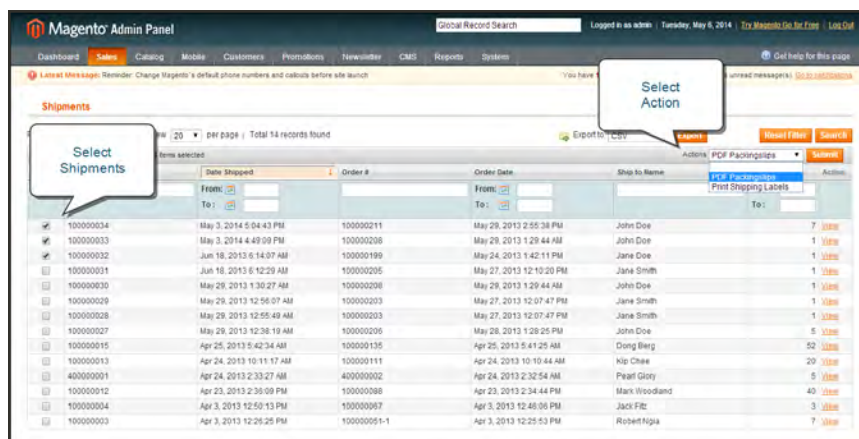 Magento® Admin Panel
Global Record Search
Logged in as admin | Tuesday, May 6, 2014 | Try Magento Go for Free | Log Out
Dashboard Sales Catalog Mobile Customers Promotions Newsletter CMS Reports System
Get help for this page
Latest Message: Reminder: Change Magento's default phone numbers and callouts before site launch
You have
unread message(s). Go to notifications
Select Action
Shipments
20 per page | Total 14 records found
Export to CSV Export
Reset Filter Search
Select Shipments
items selected
Actions PDF Packingslips Submit
PDF Packingslips
Print Shipping Labels
Date Shipped Order # Order Date Ship to Name Action
From: From:
To: To: To:
100000034 May 3, 2014 5:04:43 PM 100000211 May 29, 2013 2:55:38 PM John Doe 7 View
100000033 May 3, 2014 4:49:09 PM 100000208 May 29, 2013 1:29:44 AM John Doe 1 View
100000032 Jun 18, 2013 6:14:07 AM 100000199 May 24, 2013 1:42:11 PM Jane Doe 1 View
100000031 Jun 18, 2013 6:12:29 AM 100000205 May 27, 2013 12:10:20 PM Jane Smith 1 View
100000030 May 29, 2013 1:30:27 AM 100000208 May 29, 2013 1:29:44 AM John Doe 1 View
100000029 May 29, 2013 12:56:07 AM 100000203 May 27, 2013 12:07:47 PM Jane Smith 1 View
100000028 May 29, 2013 12:55:49 AM 100000203 May 27, 2013 12:07:47 PM Jane Smith 1 View
100000027 May 29, 2013 12:38:19 AM 100000206 May 28, 2013 1:28:25 PM John Doe 5 View
100000015 Apr 25, 2013 5:42:34 AM 100000135 Apr 25, 2013 5:41:25 AM Dong Berg 52 View
100000013 Apr 24, 2013 10:11:17 AM 100000111 Apr 24, 2013 10:10:44 AM Kip Chee 20 View
400000001 Apr 24, 2013 2:33:27 AM 400000002 Apr 24, 2013 2:32:54 AM Pearl Glory 5 View
100000012 Apr 23, 2013 2:36:09 PM 100000088 Apr 23, 2013 2:34:44 PM Mark Woodland 40 View
100000004 Apr 3, 2013 12:50:13 PM 100000067 Apr 3, 2013 12:46:06 PM Jack Fitz 3 View
100000003 Apr 3, 2013 12:26:25 PM 100000051-1 Apr 3, 2013 12:25:53 PM Robert Ngia 7 View